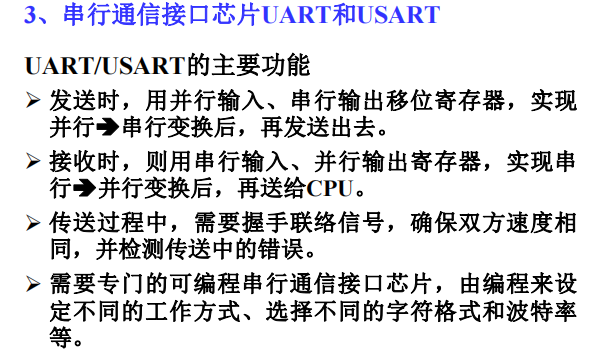 3、串行通信接口芯片UART和USART
UART/USART的主要功能
➢ 发送时，用并行输入、串行输出移位寄存器，实现
并行➔串行变换后，再发送出去。
➢ 接收时，则用串行输入、并行输出寄存器，实现串
行➔并行变换后，再送给CPU。
➢ 传送过程中，需要握手联络信号，确保双方速度相
同，并检测传送中的错误。
➢ 需要专门的可编程串行通信接口芯片，由编程来设
定不同的工作方式、选择不同的字符格式和波特率
等。